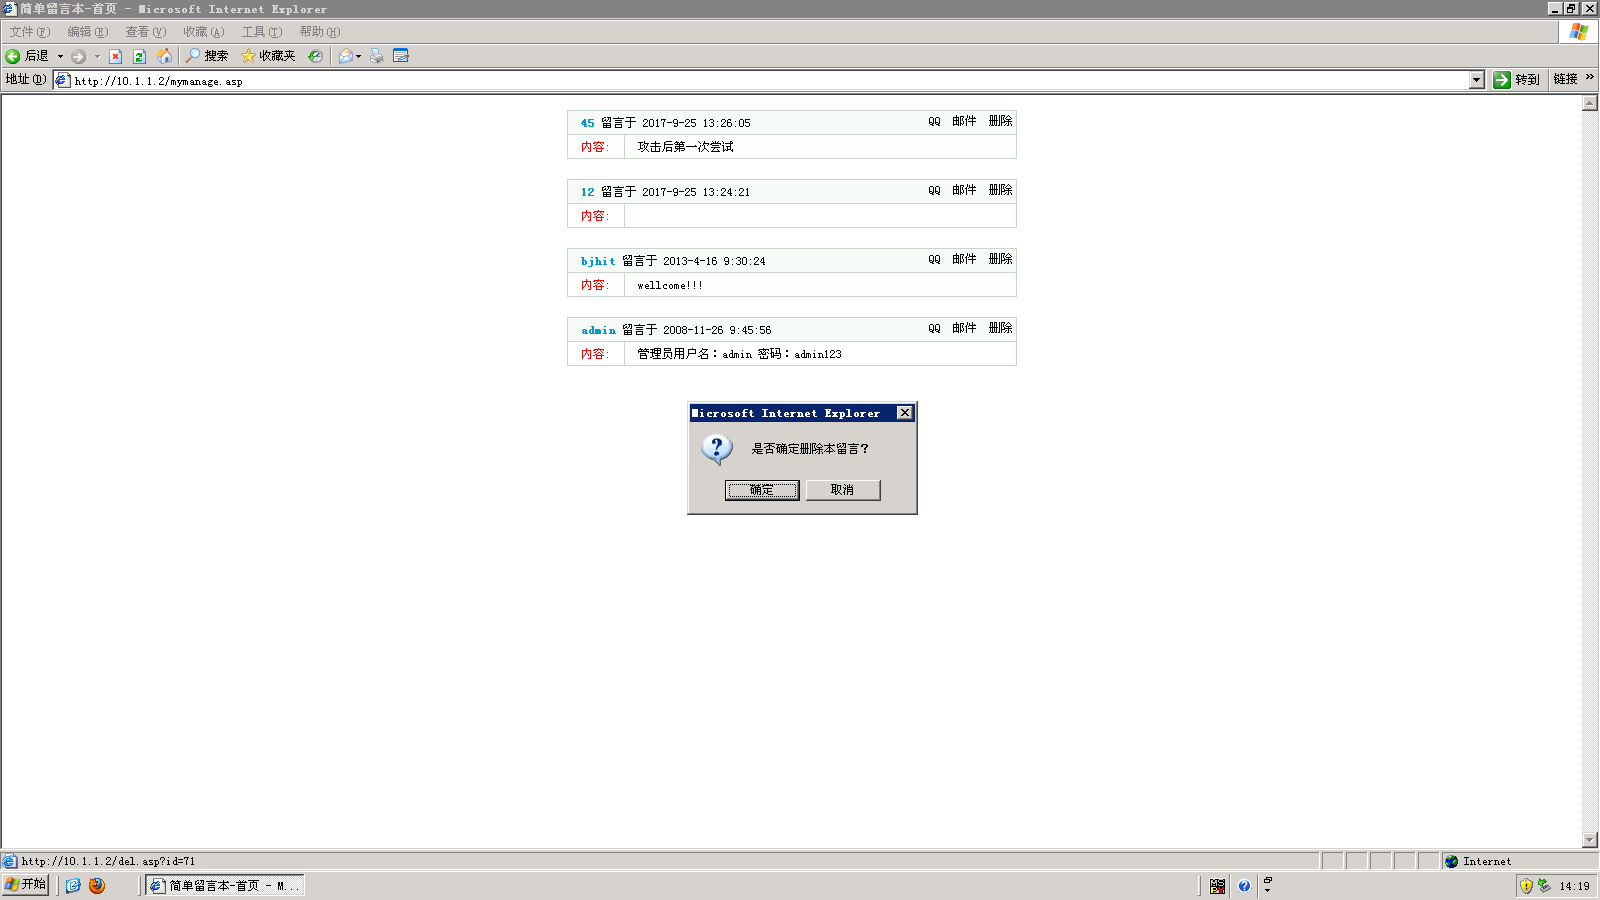 简单留言本-首页 - Microsoft Internet Explorer
文件(F) 编辑(E) 查看(V) 收藏(A) 工具(T) 帮助(H)
后退 搜索 收藏夹
地址(D) http://10.1.1.2/mymanage.asp 转到 链接 »
45 留言于 2017-9-25 13:26:05 QQ 邮件 删除
内容: 攻击后第一次尝试
12 留言于 2017-9-25 13:24:21 QQ 邮件 删除
内容:
bjhit 留言于 2013-4-16 9:30:24 QQ 邮件 删除
内容: wellcome!!!
admin 留言于 2008-11-26 9:45:56 QQ 邮件 删除
内容: 管理员用户名：admin 密码：admin123
Microsoft Internet Explorer
是否确定删除本留言？
确定 取消
http://10.1.1.2/del.asp?id=71 Internet
开始 简单留言本-首页 - M... 14:19